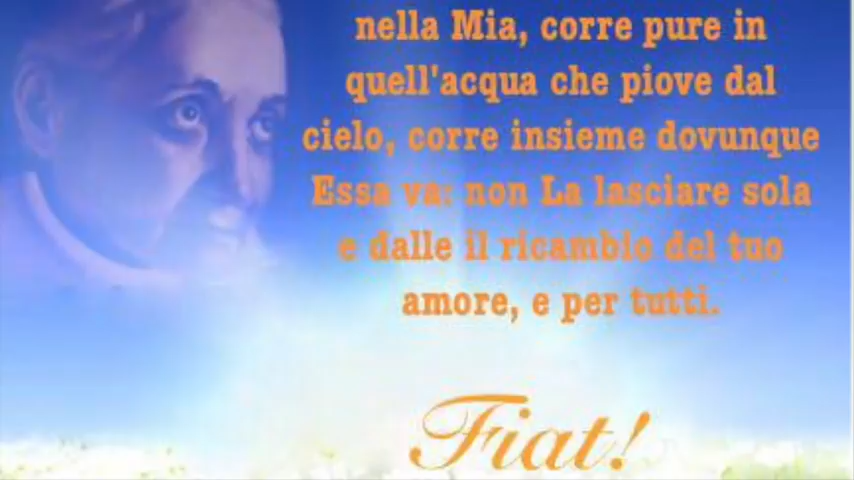 nella Mia, corre pure in
quell'acqua che piove dal
cielo, corre insieme dovunque
Essa va: non La lasciare sola
e dalle il ricambio del tuo
amore, e per tutti.
Fiat!